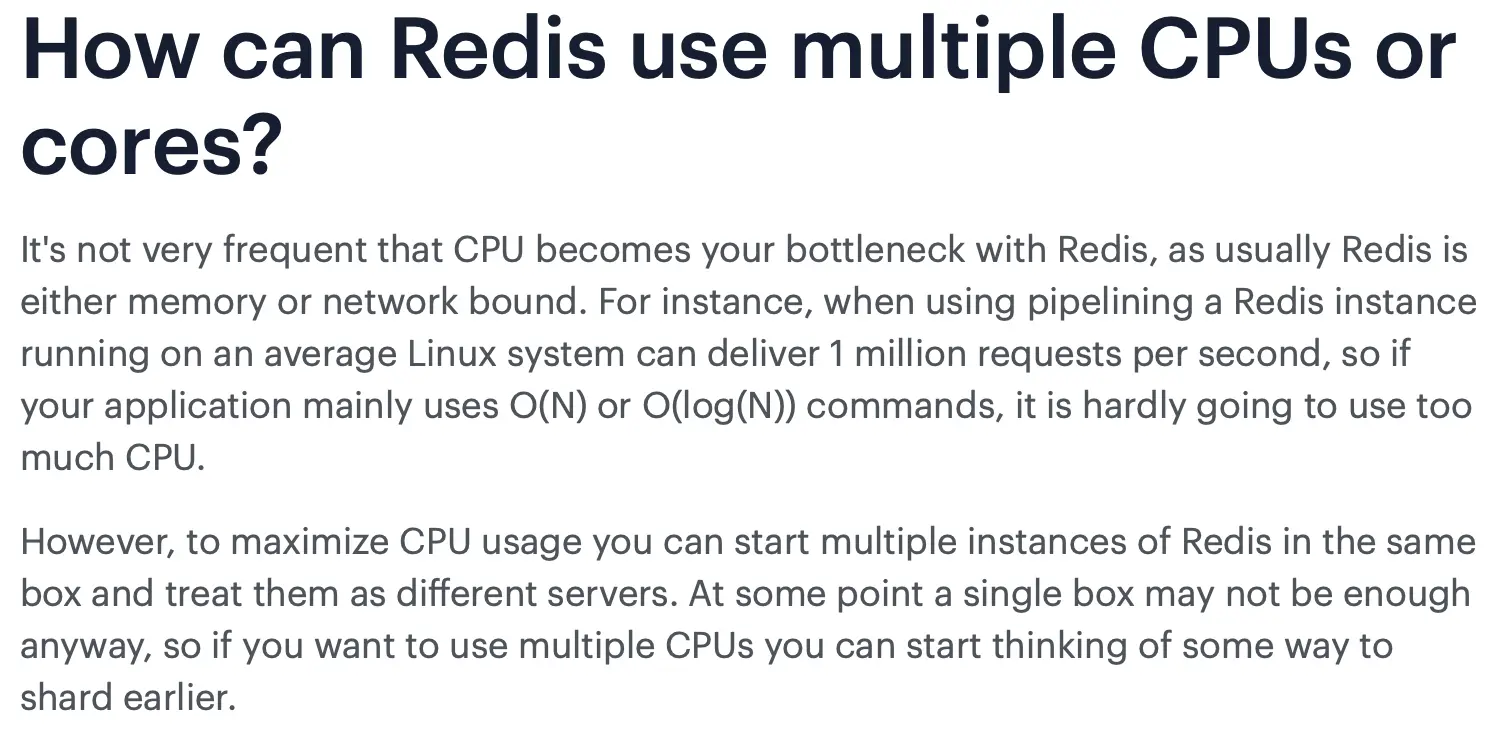 How can Redis use multiple CPUs or
cores?
It's not very frequent that CPU becomes your bottleneck with Redis, as usually Redis is
either memory or network bound. For instance, when using pipelining a Redis instance
running on an average Linux system can deliver 1 million requests per second, so if
your application mainly uses O(N) or O(log(N)) commands, it is hardly going to use too
much CPU.
However, to maximize CPU usage you can start multiple instances of Redis in the same
box and treat them as different servers. At some point a single box may not be enough
anyway, so if you want to use multiple CPUs you can start thinking of some way to
shard earlier.